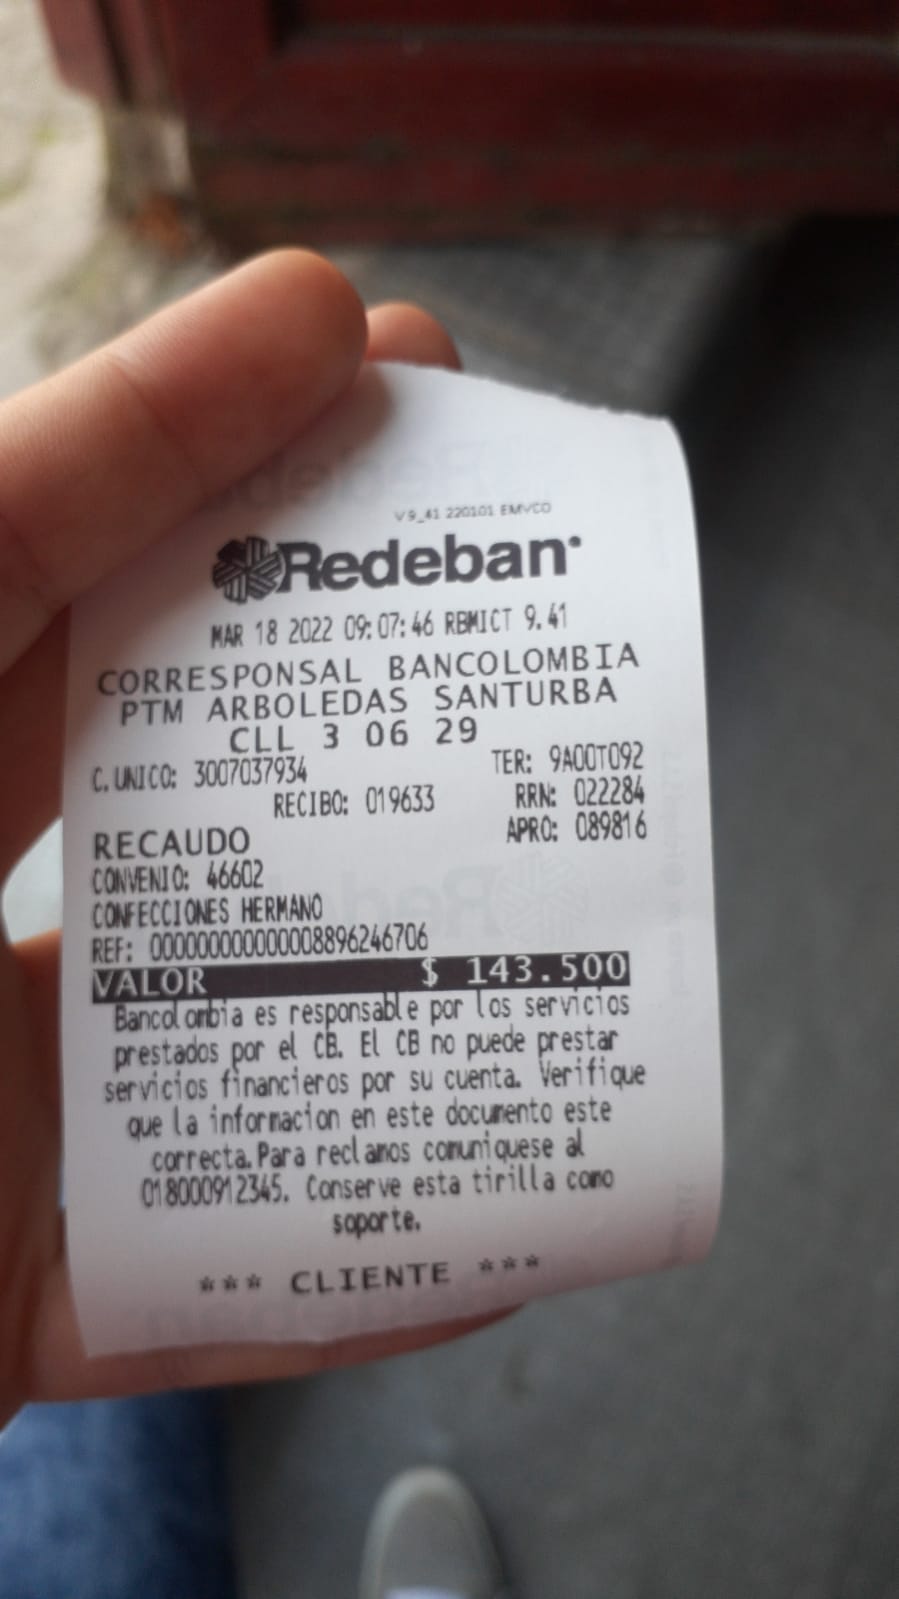 V9_41 220101 EMVCO
Redeban
MAR 18 2022 09:07:46 RBMICT 9.41
CORRESPONSAL BANCOLOMBIA
PTM ARBOLEDAS SANTURBA
CLL 3 06 29
C. UNICO: 3007037934 TER: 9A00T092
RECIBO: 019633 RRN: 022284
RECAUDO APRO: 089816
CONVENIO: 46602
CONFECCIONES HERMANO
REF: 000000000000008896246706
VALOR $ 143.500
Bancolombia es responsable por los servicios
prestados por el CB. El CB no puede prestar
servicios financieros por su cuenta. Verifique
que la informacion en este documento este
correcta. Para reclamos comuniquese al
018000912345. Conserve esta tirilla como
soporte.
*** CLIENTE ***